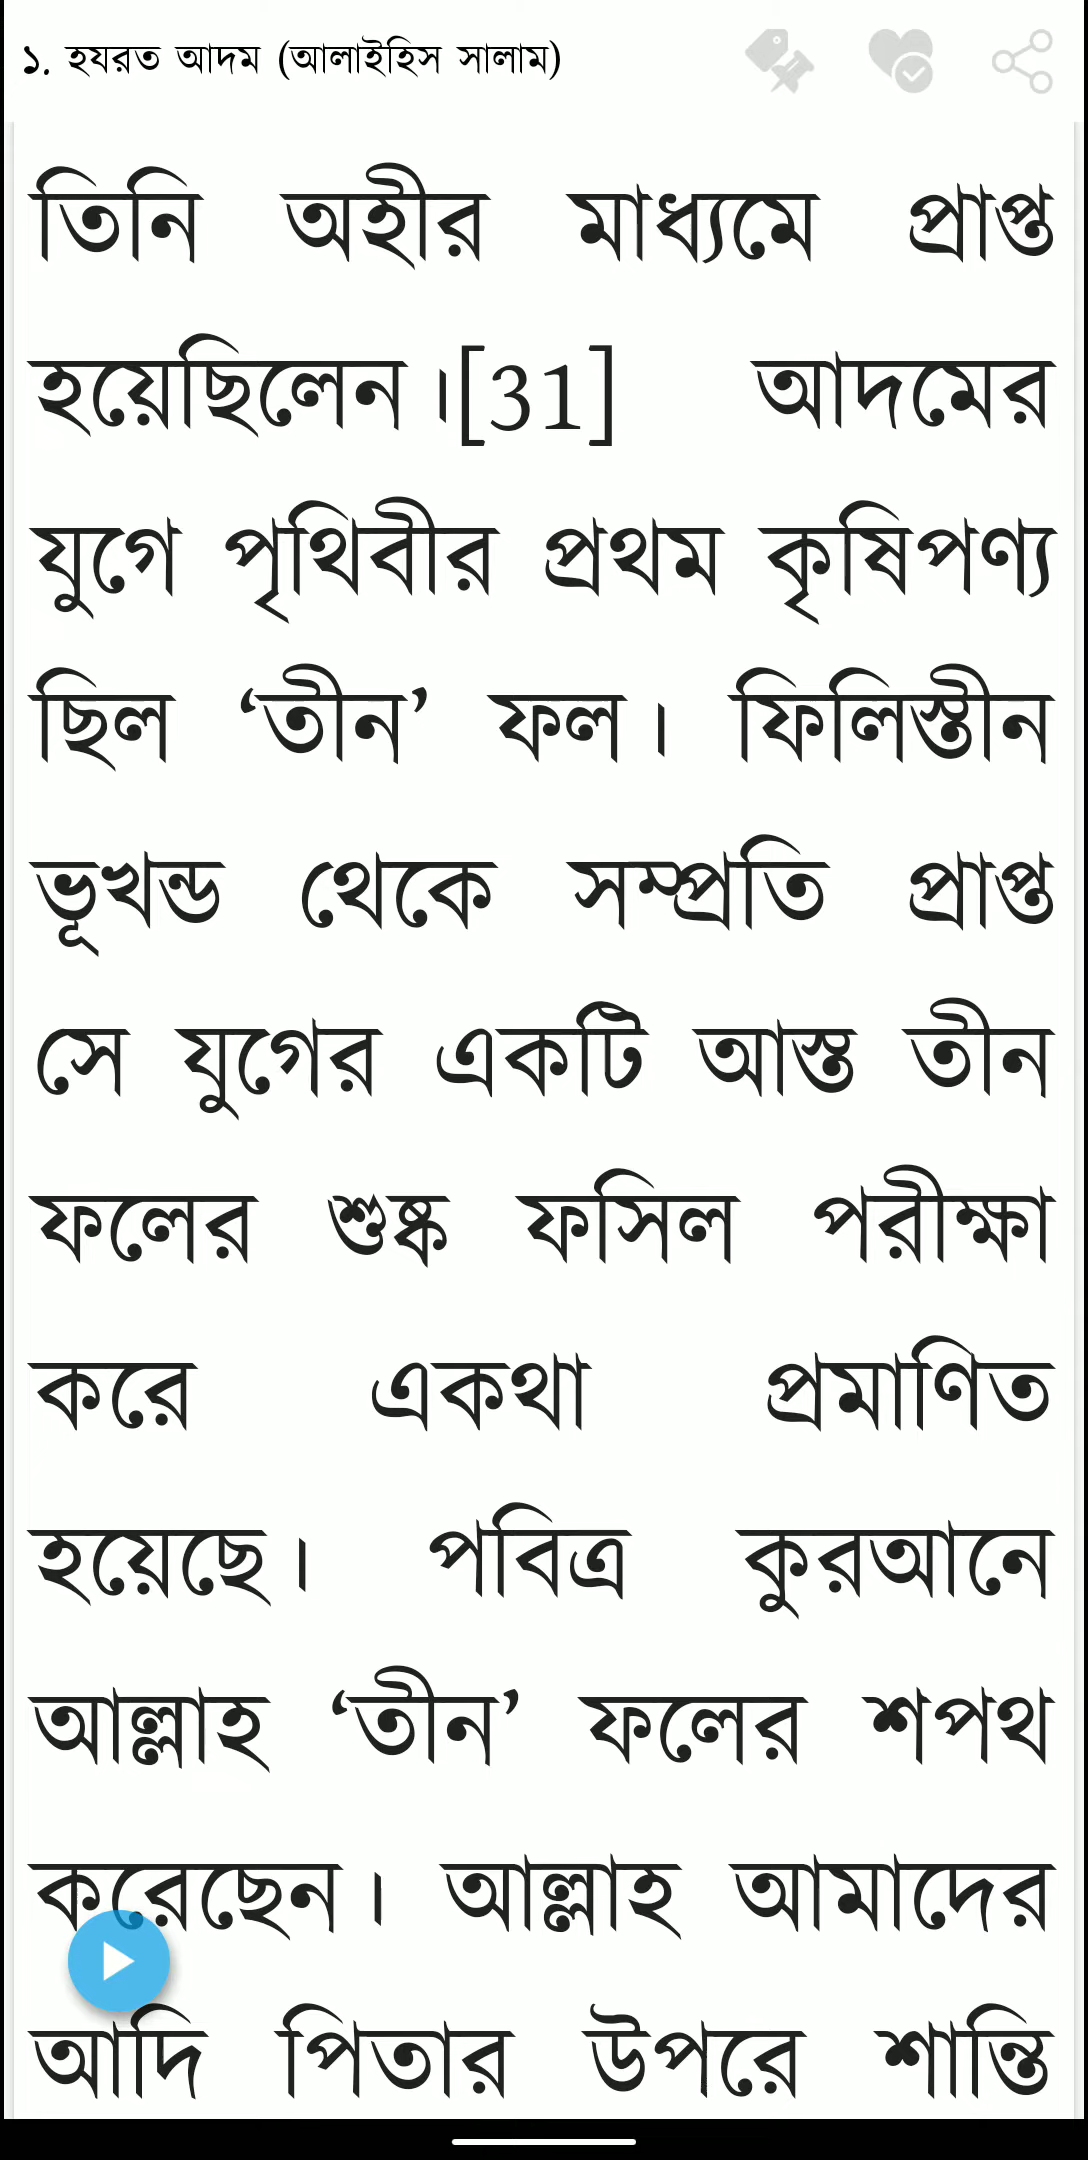 ১. হযরত আদম (আলাইহিস সালাম)
তিনি অহীর মাধ্যমে প্রাপ্ত
হয়েছিলেন।[31] আদমের
যুগে পৃথিবীর প্রথম কৃষিপণ্য
ছিল ‘তীন’ ফল। ফিলিস্তীন
ভূখন্ড থেকে সম্প্রতি প্রাপ্ত
সে যুগের একটি আস্ত তীন
ফলের শুষ্ক ফসিল পরীক্ষা
করে একথা প্রমাণিত
হয়েছে। পবিত্র কুরআনে
আল্লাহ ‘তীন’ ফলের শপথ
করেছেন। আল্লাহ আমাদের
আদি পিতার উপরে শান্তি